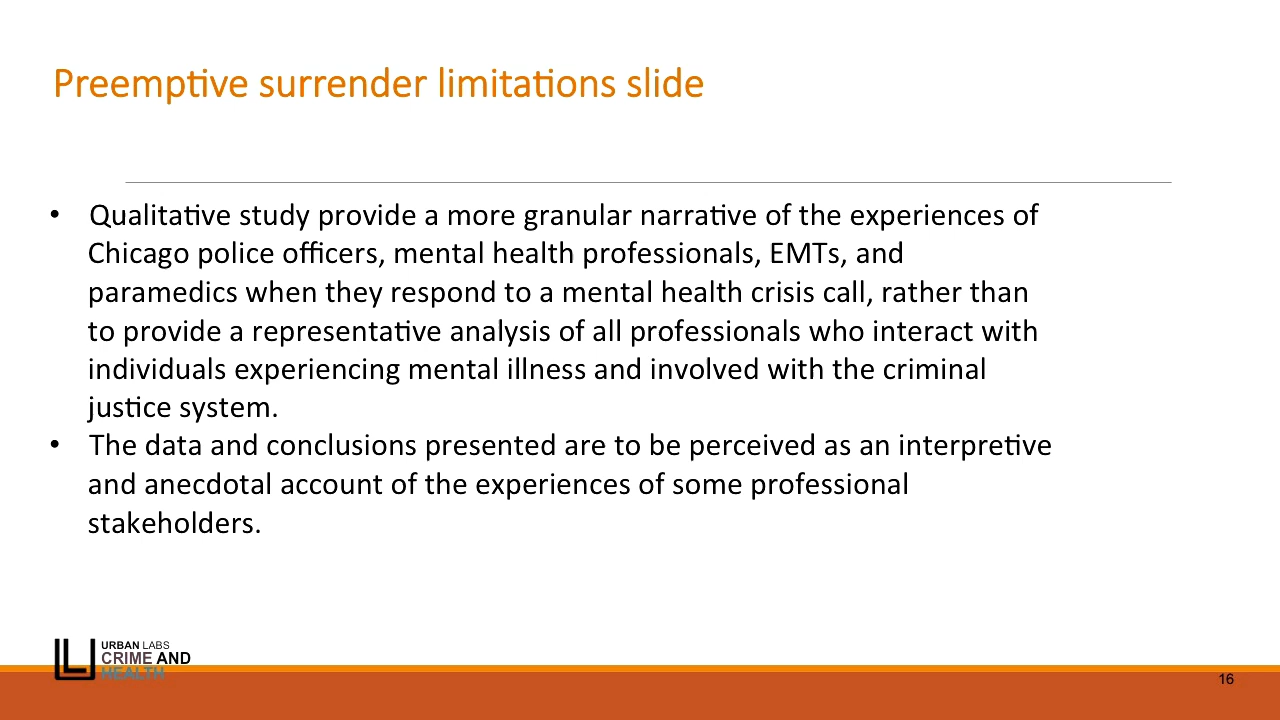 Preemptive surrender limitations slide
• Qualitative study provide a more granular narrative of the experiences of
Chicago police officers, mental health professionals, EMTs, and
paramedics when they respond to a mental health crisis call, rather than
to provide a representative analysis of all professionals who interact with
individuals experiencing mental illness and involved with the criminal
justice system.
• The data and conclusions presented are to be perceived as an interpretive
and anecdotal account of the experiences of some professional
stakeholders.
URBAN LABS
CRIME AND
HEALTH
16